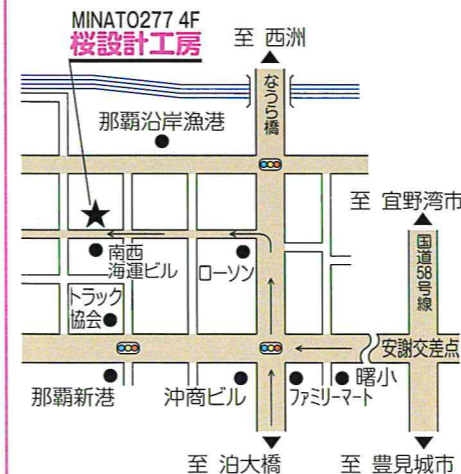 MINATO277 4F
桜設計工房
至 西洲
なうら橋
那覇沿岸漁港
至 宜野湾市
国道58号線
南西
海運ビル
ローソン
トラック
協会
安謝交差点
那覇新港
沖商ビル
ファミリーマート
曙小
至 泊大橋
至 豊見城市